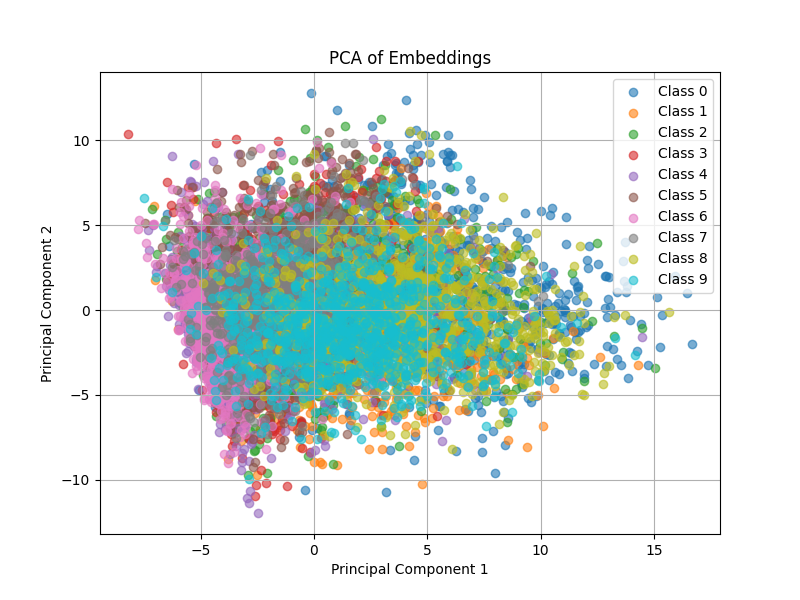 PCA of Embeddings
Class 0
Class 1
Class 2
Class 3
Class 4
Class 5
Class 6
Class 7
Class 8
Class 9
10
5
0
−5
−10
Principal Component 2
−5 0 5 10 15
Principal Component 1